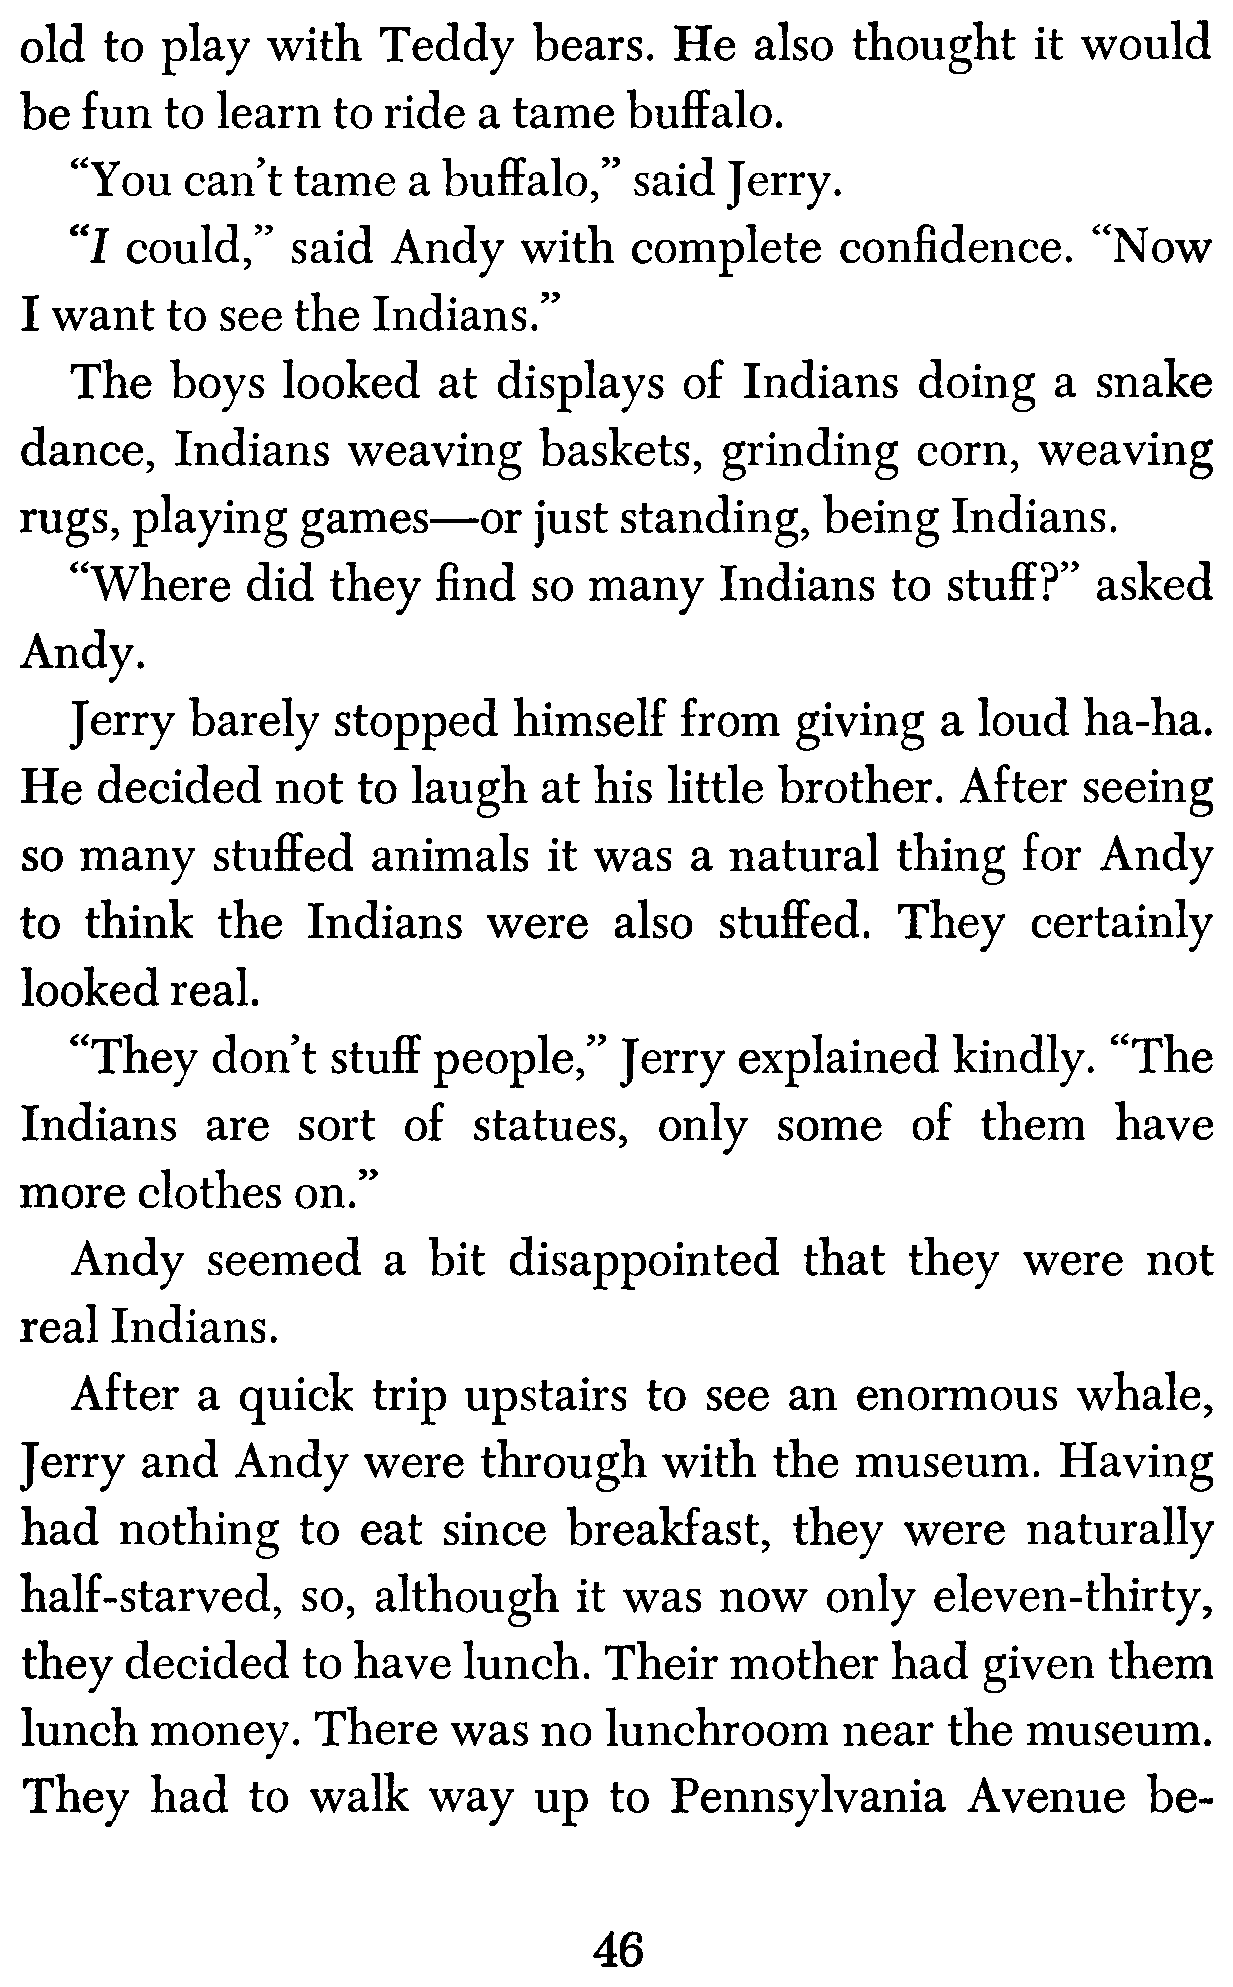 old to play with Teddy bears. He also thought it would
be fun to learn to ride a tame buffalo.
“You can’t tame a buffalo,” said Jerry.
“I could,” said Andy with complete confidence. “Now
I want to see the Indians.”
The boys looked at displays of Indians doing a snake
dance, Indians weaving baskets, grinding corn, weaving
rugs, playing games—or just standing, being Indians.
“Where did they find so many Indians to stuff?” asked
Andy.
Jerry barely stopped himself from giving a loud ha-ha.
He decided not to laugh at his little brother. After seeing
so many stuffed animals it was a natural thing for Andy
to think the Indians were also stuffed. They certainly
looked real.
“They don’t stuff people,” Jerry explained kindly. “The
Indians are sort of statues, only some of them have
more clothes on.”
Andy seemed a bit disappointed that they were not
real Indians.
After a quick trip upstairs to see an enormous whale,
Jerry and Andy were through with the museum. Having
had nothing to eat since breakfast, they were naturally
half-starved, so, although it was now only eleven-thirty,
they decided to have lunch. Their mother had given them
lunch money. There was no lunchroom near the museum.
They had to walk way up to Pennsylvania Avenue be-
46